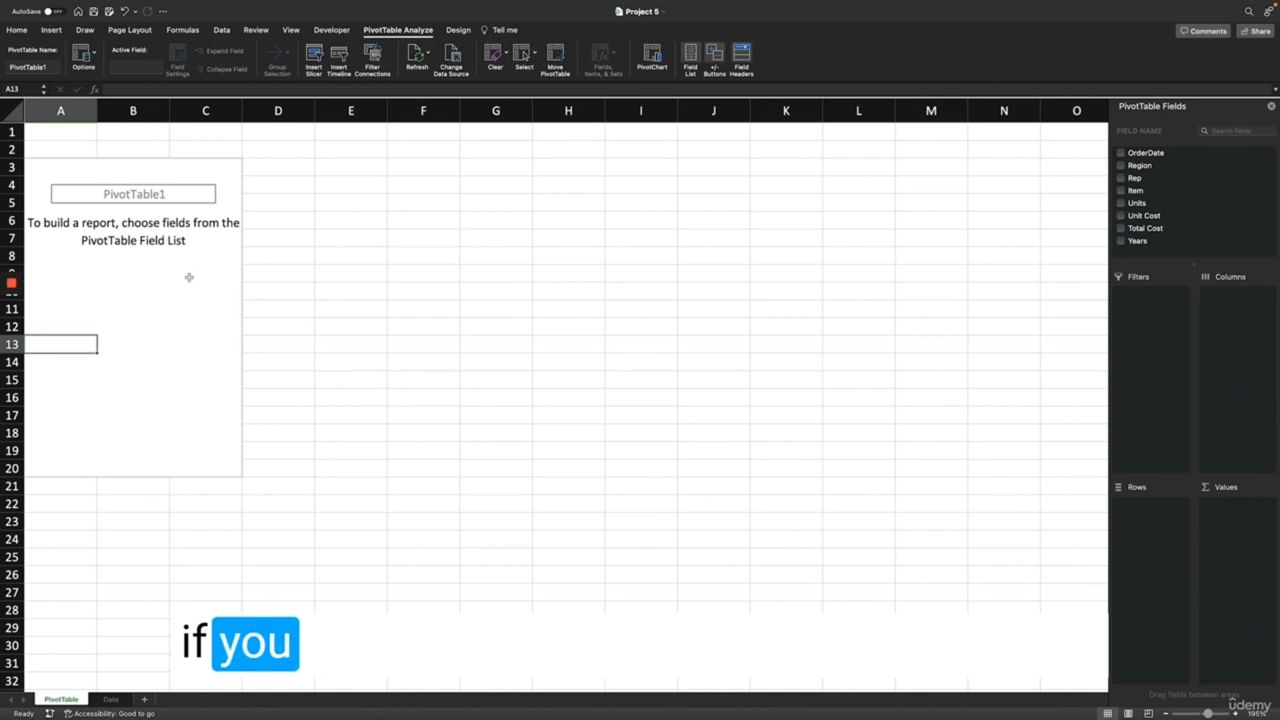 AutoSave OFF
Project 5
Home Insert Draw Page Layout Formulas Data Review View Developer PivotTable Analyze Design Tell me
Comments Share
PivotTable Name:
PivotTable1
Options
Active Field:
Field Settings
Expand Field
Collapse Field
Group Selection
Insert Slicer
Insert Timeline
Filter Connections
Refresh
Change Data Source
Clear
Select
Move PivotTable
Fields, Items, & Sets
PivotChart
Field List
+/- Buttons
Field Headers
A13
fx
A B C D E F G H I J K L M N O
1
2
3
4
5
6
7
8
11
12
13
14
15
16
17
18
19
20
21
22
23
24
25
26
27
28
29
30
31
32
PivotTable1
To build a report, choose fields from the
PivotTable Field List
if you
PivotTable Fields
FIELD NAME
Search fields
OrderDate
Region
Rep
Item
Units
Unit Cost
Total Cost
Years
Filters
Columns
Rows
Values
Drag fields between areas
PivotTable Data
Ready Accessibility: Good to go
195%
udemy